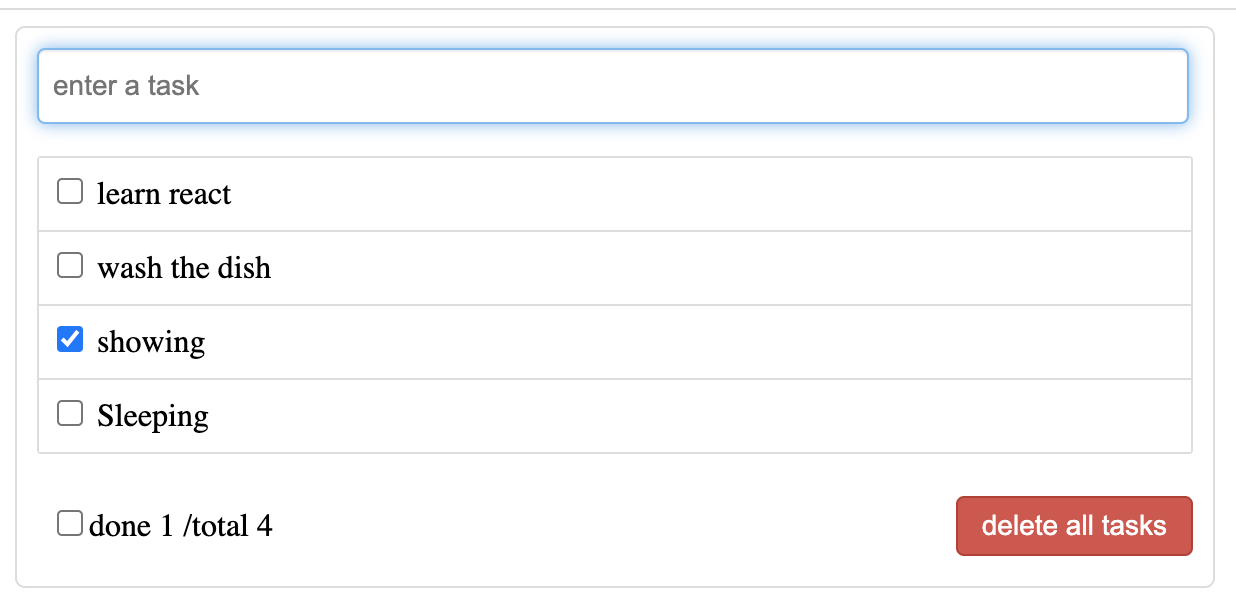 enter a task
learn react
wash the dish
showing
Sleeping
done 1 /total 4
delete all tasks